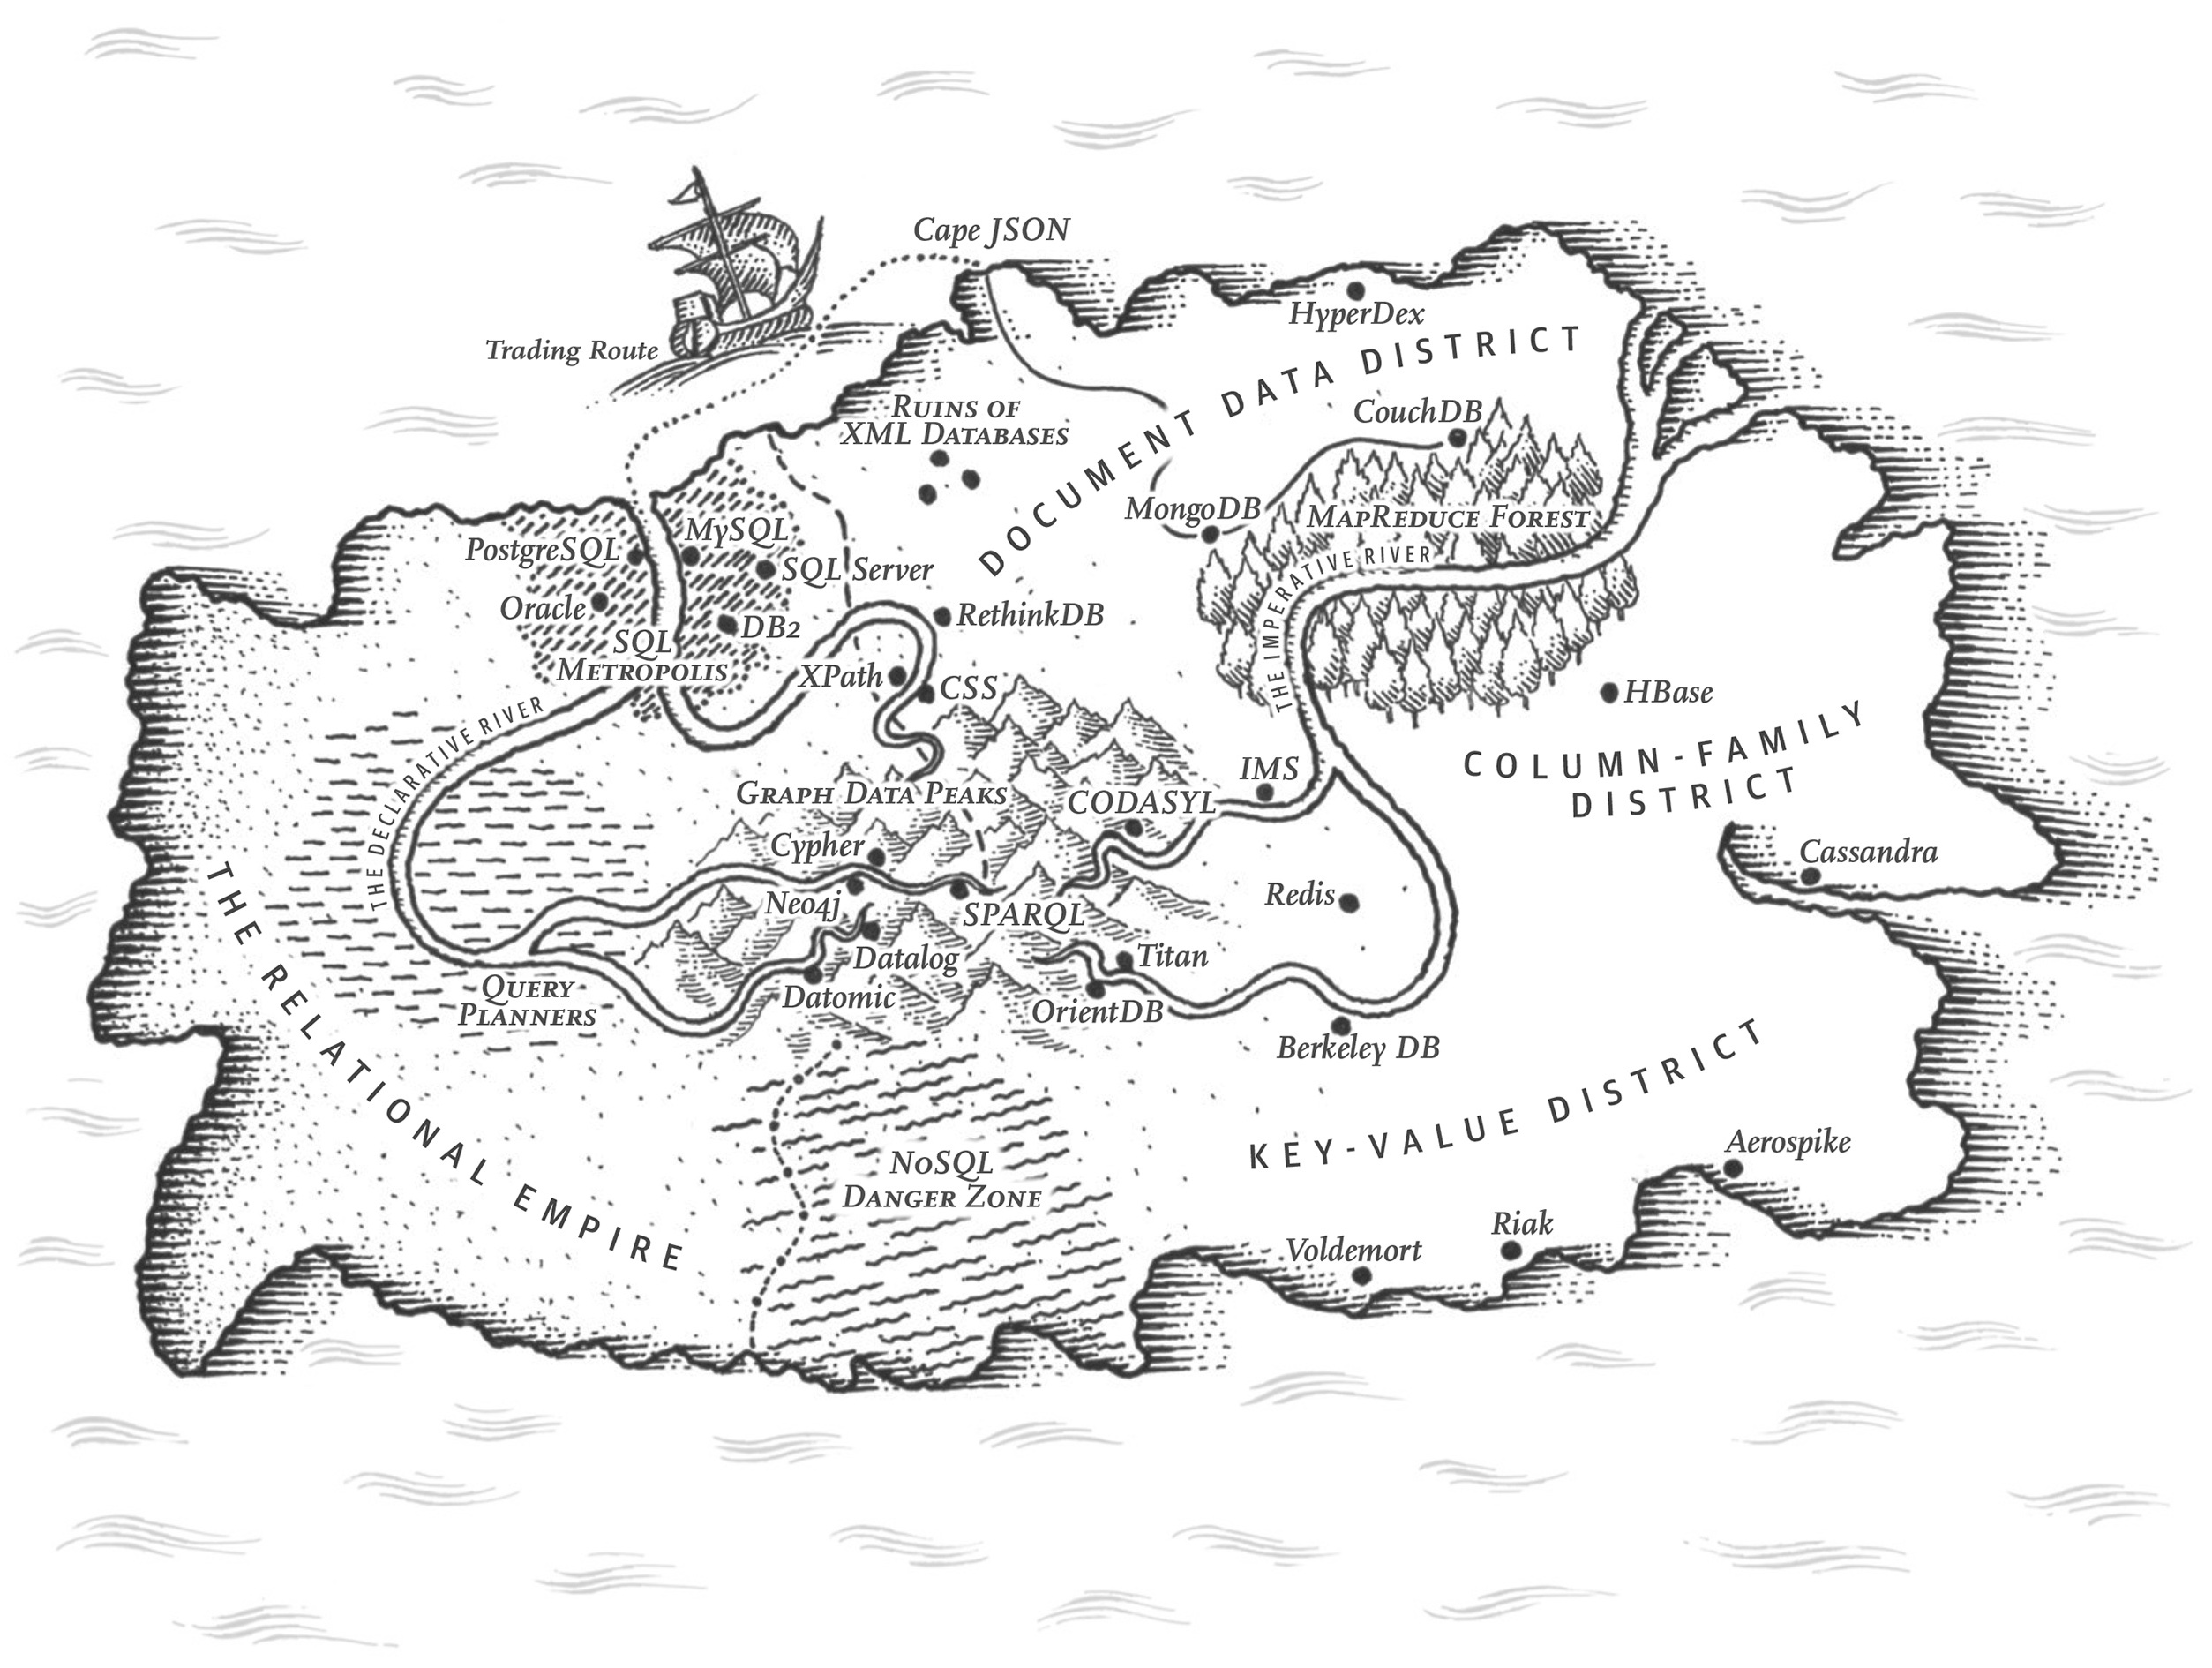 Cape JSON
HyperDex
Trading Route
DOCUMENT DATA DISTRICT
RUINS OF
XML DATABASES
CouchDB
MongoDB
MAPREDUCE FOREST
PostgreSQL
MySQL
SQL Server
THE IMPERATIVE RIVER
Oracle
DB2
RethinkDB
SQL
METROPOLIS
XPath
CSS
HBase
THE DECLARATIVE RIVER
COLUMN-FAMILY
DISTRICT
IMS
GRAPH DATA PEAKS
CODASYL
Cypher
Cassandra
THE RELATIONAL EMPIRE
Neo4j
SPARQL
Redis
Datalog
Titan
QUERY
PLANNERS
Datomic
OrientDB
Berkeley DB
KEY-VALUE DISTRICT
NOSQL
DANGER ZONE
Aerospike
Riak
Voldemort